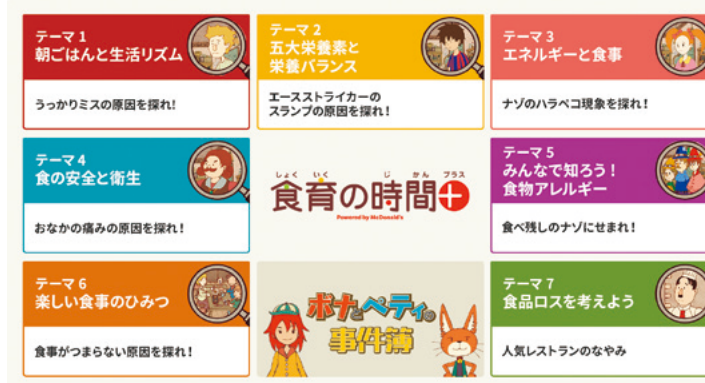 テーマ 1
朝ごはんと生活リズム
うっかりミスの原因を探れ!
テーマ 2
五大栄養素と
栄養バランス
エースストライカーの
スランプの原因を探れ!
テーマ 3
エネルギーと食事
ナゾのハラペコ現象を探れ!
テーマ 4
食の安全と衛生
おなかの痛みの原因を探れ!
しょく いく じ かん プラス
食育の時間+
Powered by McDonald's
テーマ 5
みんなで知ろう!
食物アレルギー
食べ残しのナゾにせまれ!
テーマ 6
楽しい食事のひみつ
食事がつまらない原因を探れ!
ボナとペティの
事件簿
テーマ 7
食品ロスを考えよう
人気レストランのなやみ